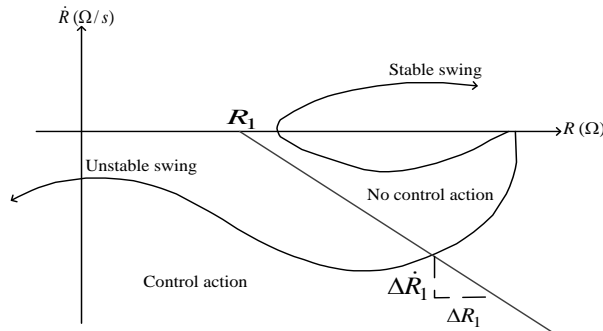 Ṙ (Ω/s)
Stable swing
R₁
R (Ω)
Unstable swing
No control action
Control action
ΔṘ₁
ΔR₁